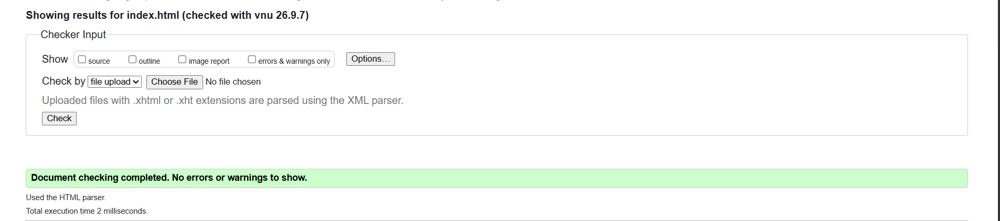 Showing results for index.html (checked with vnu 26.9.7)
Checker Input
Show source outline image report errors & warnings only Options...
Check by file upload Choose File No file chosen
Uploaded files with .xhtml or .xht extensions are parsed using the XML parser.
Check
Document checking completed. No errors or warnings to show.
Used the HTML parser.
Total execution time 2 milliseconds.